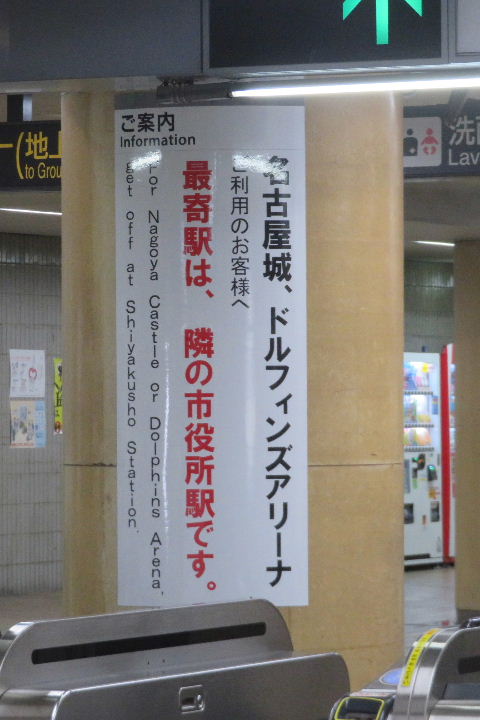 ご案内
Information
名古屋城、ドルフィンズアリーナ
ご利用のお客様へ
最寄駅は、隣の市役所駅です。
For Nagoya Castle or Dolphins Arena,
get off at Shiyakusho Station.
(地上
to Grou
洗面
Lav